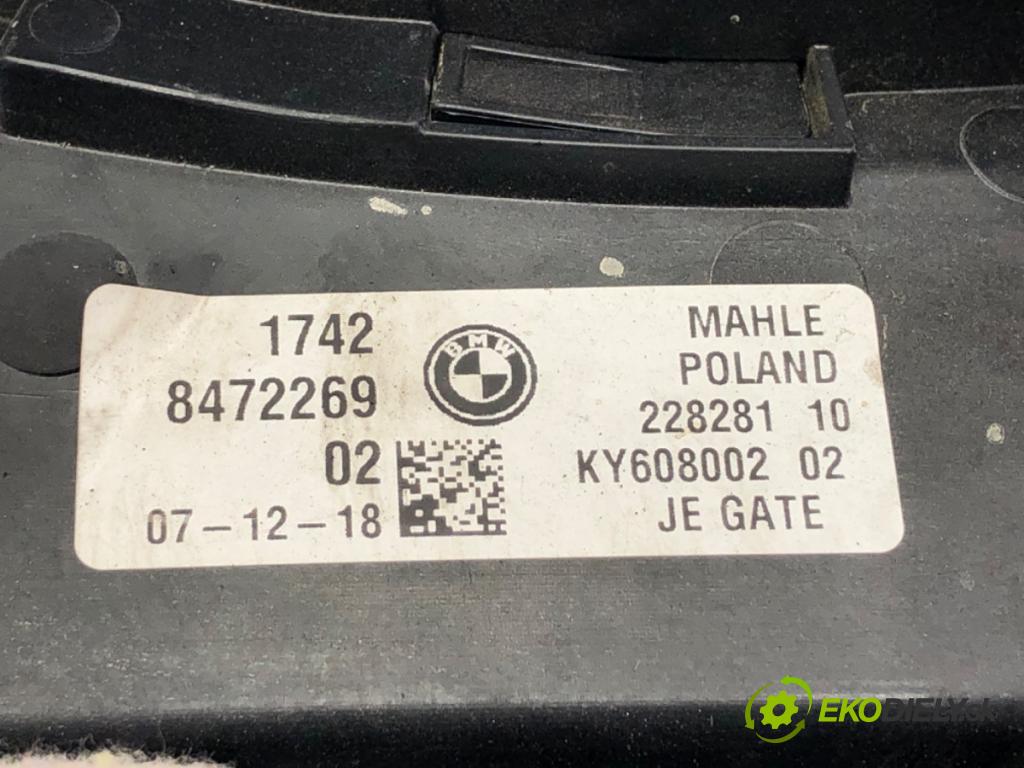 1742
8472269
02
07-12-18
BMW
MAHLE
POLAND
228281 10
KY608002 02
JE GATE
EKODIELY.sk